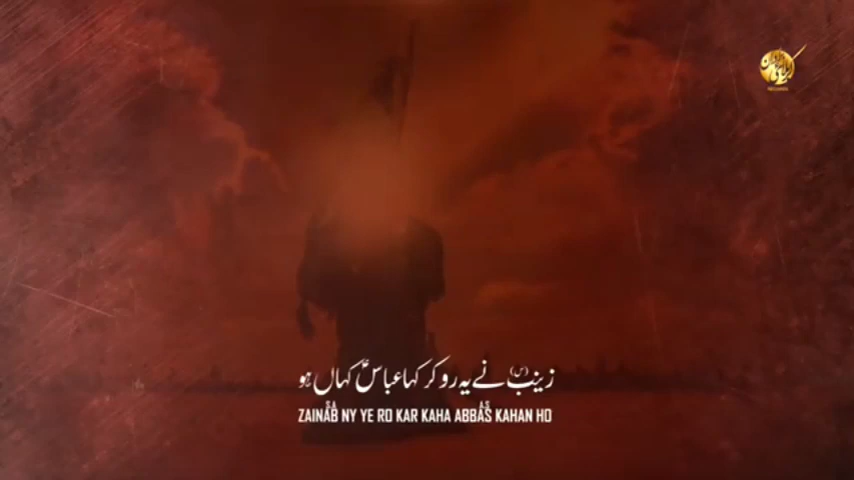 زینبؑ نے یہ رو کر کہا عباسؑ کہاں ہو
ZAINAB NY YE RO KAR KAHA ABBAS KAHAN HO